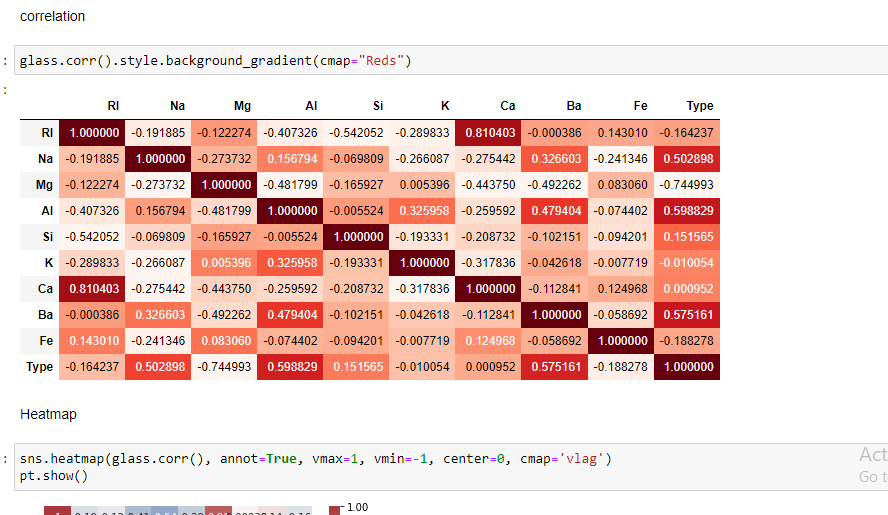 correlation
: glass.corr().style.background_gradient(cmap="Reds")
:
RI Na Mg Al Si K Ca Ba Fe Type
RI 1.000000 -0.191885 -0.122274 -0.407326 -0.542052 -0.289833 0.810403 -0.000386 0.143010 -0.164237
Na -0.191885 1.000000 -0.273732 0.156794 -0.069809 -0.266087 -0.275442 0.326603 -0.241346 0.502898
Mg -0.122274 -0.273732 1.000000 -0.481799 -0.165927 0.005396 -0.443750 -0.492262 0.083060 -0.744993
Al -0.407326 0.156794 -0.481799 1.000000 -0.005524 0.325958 -0.259592 0.479404 -0.074402 0.598829
Si -0.542052 -0.069809 -0.165927 -0.005524 1.000000 -0.193331 -0.208732 -0.102151 -0.094201 0.151565
K -0.289833 -0.266087 0.005396 0.325958 -0.193331 1.000000 -0.317836 -0.042618 -0.007719 -0.010054
Ca 0.810403 -0.275442 -0.443750 -0.259592 -0.208732 -0.317836 1.000000 -0.112841 0.124968 0.000952
Ba -0.000386 0.326603 -0.492262 0.479404 -0.102151 -0.042618 -0.112841 1.000000 -0.058692 0.575161
Fe 0.143010 -0.241346 0.083060 -0.074402 -0.094201 -0.007719 0.124968 -0.058692 1.000000 -0.188278
Type -0.164237 0.502898 -0.744993 0.598829 0.151565 -0.010054 0.000952 0.575161 -0.188278 1.000000
Heatmap
: sns.heatmap(glass.corr(), annot=True, vmax=1, vmin=-1, center=0, cmap='vlag')
pt.show()
Act
Go t
1.00